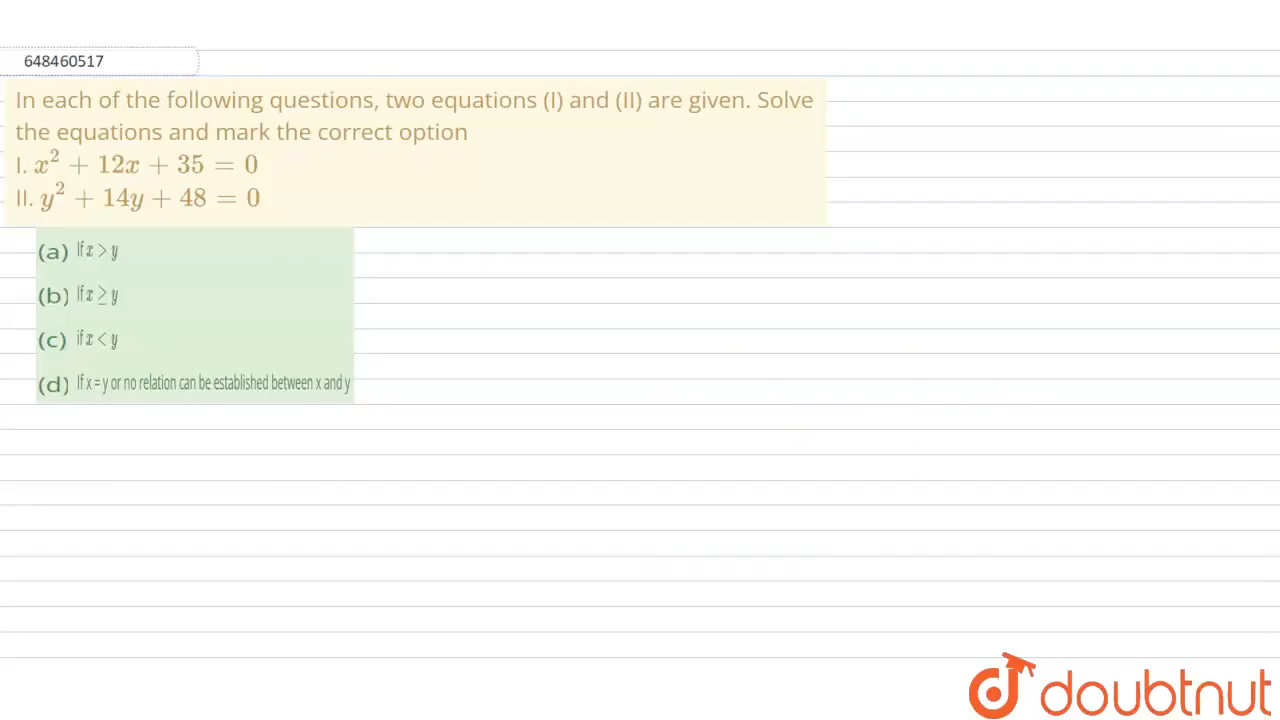 648460517
In each of the following questions, two equations (I) and (II) are given. Solve
the equations and mark the correct option
I. x² + 12x + 35 = 0
II. y² + 14y + 48 = 0
(a) If x > y
(b) If x ≥ y
(c) if x < y
(d) If x = y or no relation can be established between x and y
doubtnut